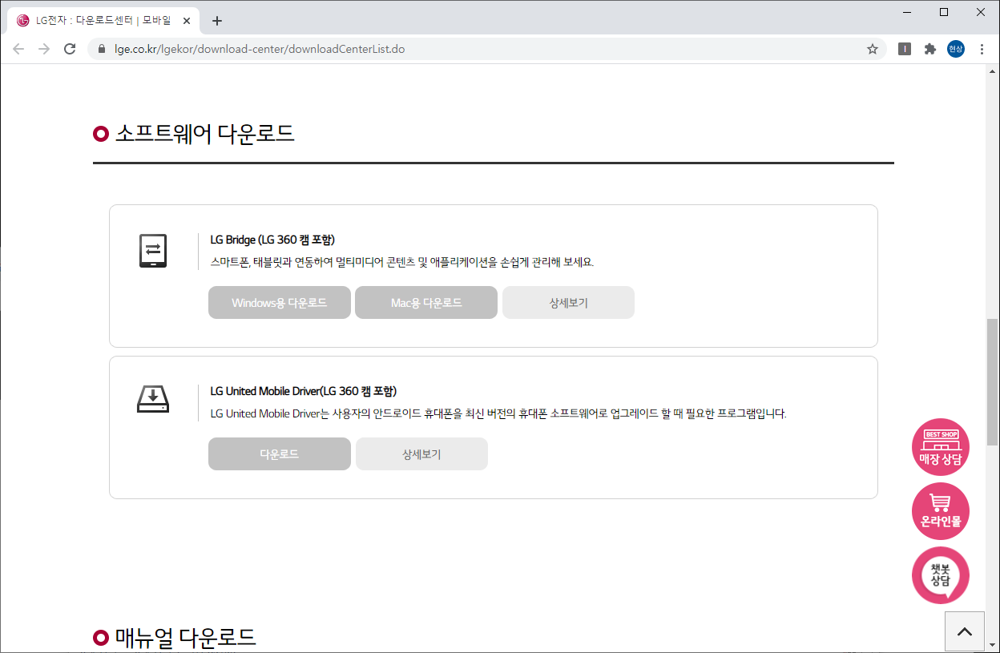 LG전자 : 다운로드센터 | 모바일
lge.co.kr/lgekor/download-center/downloadCenterList.do
현상
소프트웨어 다운로드
LG Bridge (LG 360 캠 포함)
스마트폰, 태블릿과 연동하여 멀티미디어 콘텐츠 및 애플리케이션을 손쉽게 관리해 보세요.
Windows용 다운로드
Mac용 다운로드
상세보기
LG United Mobile Driver(LG 360 캠 포함)
LG United Mobile Driver는 사용자의 안드로이드 휴대폰을 최신 버전의 휴대폰 소프트웨어로 업그레이드 할 때 필요한 프로그램입니다.
다운로드
상세보기
BEST SHOP
매장 상담
온라인몰
챗봇
상담
매뉴얼 다운로드